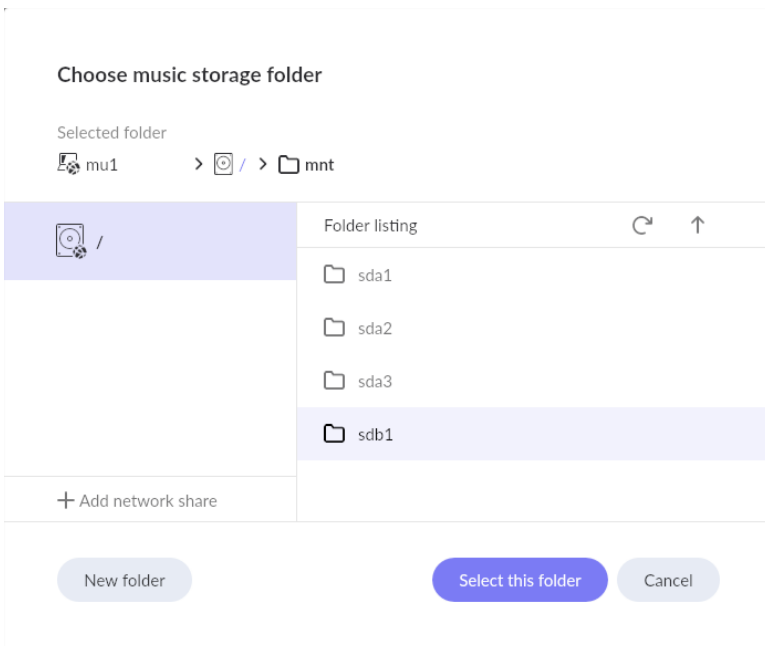 Choose music storage folder
Selected folder
mu1 > / > mnt
/
Folder listing
sda1
sda2
sda3
sdb1
+ Add network share
New folder
Select this folder
Cancel